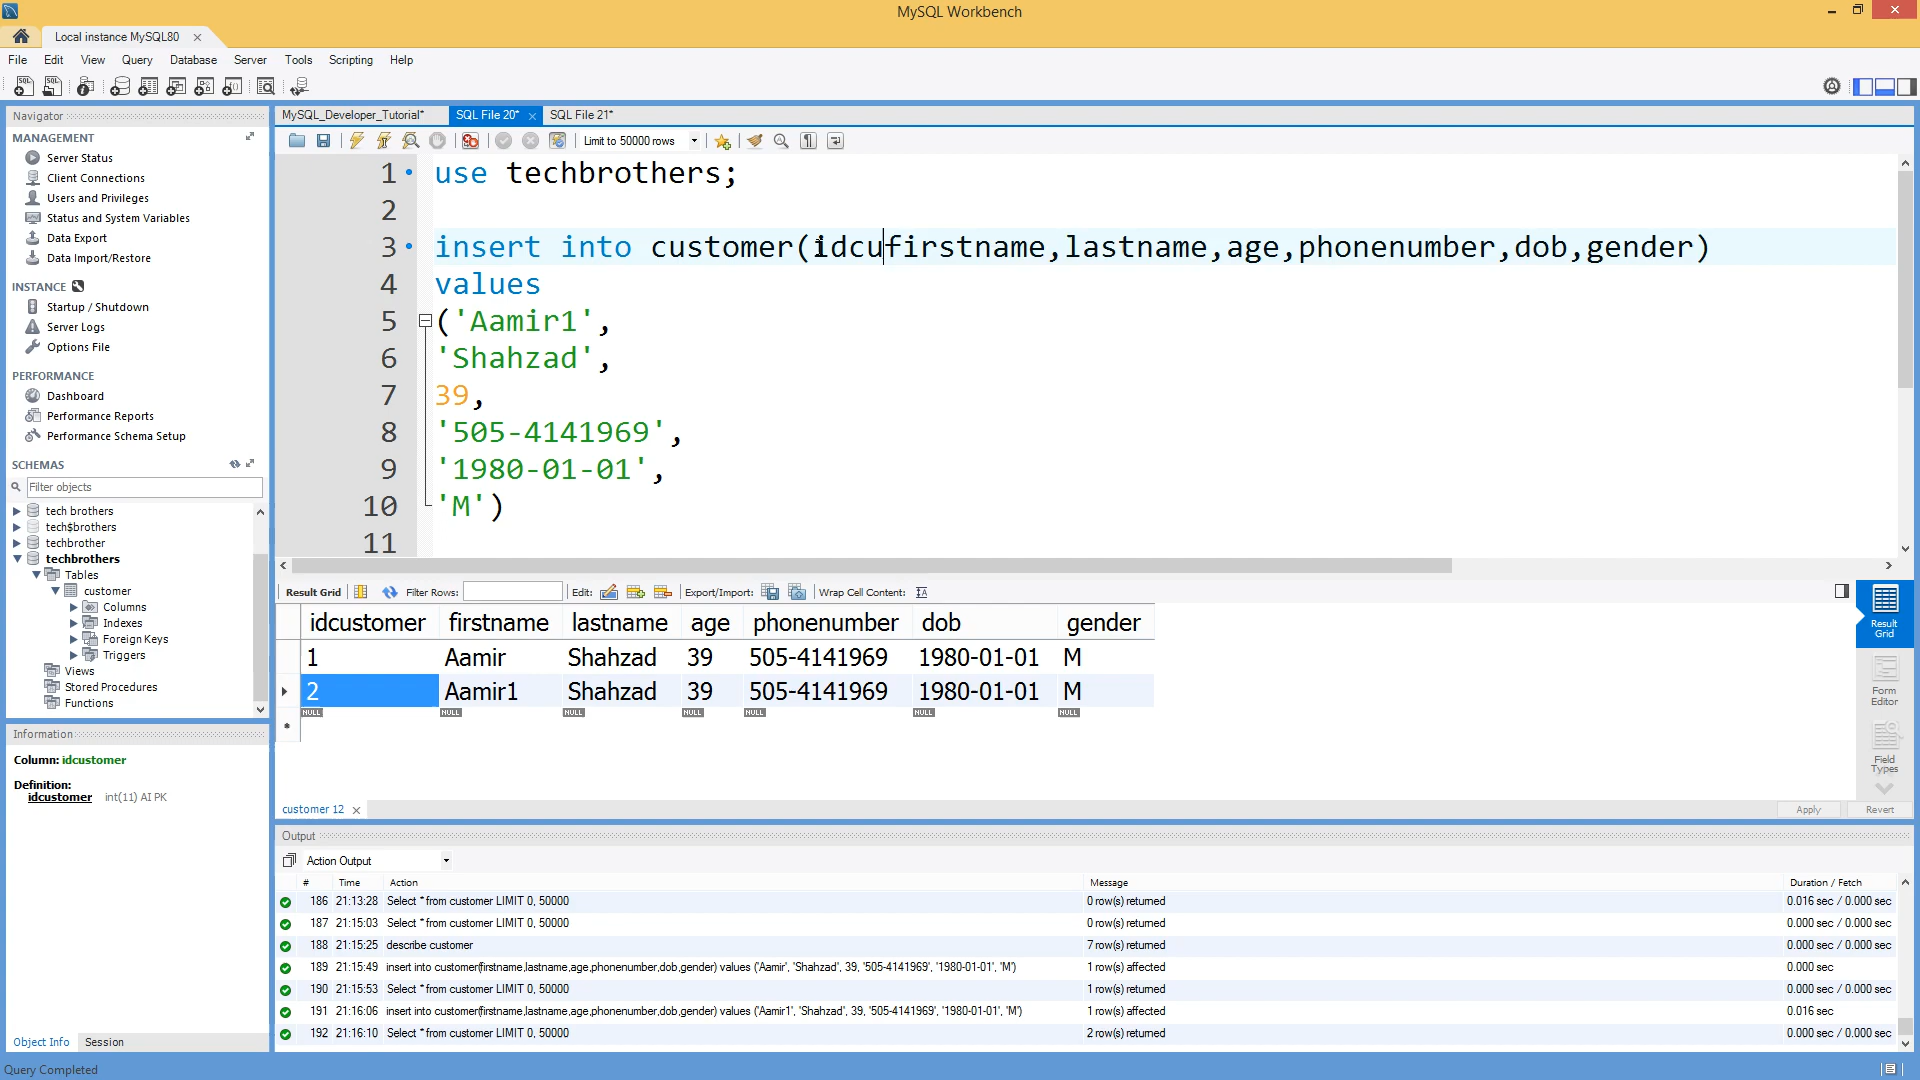 MySQL Workbench
Local instance MySQL80
File Edit View Query Database Server Tools Scripting Help
Navigator
MANAGEMENT
Server Status
Client Connections
Users and Privileges
Status and System Variables
Data Export
Data Import/Restore
INSTANCE
Startup / Shutdown
Server Logs
Options File
PERFORMANCE
Dashboard
Performance Reports
Performance Schema Setup
SCHEMAS
Filter objects
tech brothers
tech$brothers
techbrother
techbrothers
Tables
customer
Columns
Indexes
Foreign Keys
Triggers
Views
Stored Procedures
Functions
Information
Column: idcustomer
Definition:
idcustomer int(11) AI PK
Object Info Session
Query Completed
MySQL_Developer_Tutorial* SQL File 20* SQL File 21*
Limit to 50000 rows
1 use techbrothers;
2
3 insert into customer(idcufirstname,lastname,age,phonenumber,dob,gender)
4 values
5 ('Aamir1',
6 'Shahzad',
7 39,
8 '505-4141969',
9 '1980-01-01',
10 'M')
11
Result Grid Filter Rows: Edit: Export/Import: Wrap Cell Content:
idcustomer firstname lastname age phonenumber dob gender
1 Aamir Shahzad 39 505-4141969 1980-01-01 M
2 Aamir1 Shahzad 39 505-4141969 1980-01-01 M
NULL NULL NULL NULL NULL NULL NULL
Result Grid
Form Editor
Field Types
customer 12
Apply Revert
Output
Action Output
# Time Action Message Duration / Fetch
186 21:13:28 Select * from customer LIMIT 0, 50000 0 row(s) returned 0.016 sec / 0.000 sec
187 21:15:03 Select * from customer LIMIT 0, 50000 0 row(s) returned 0.000 sec / 0.000 sec
188 21:15:25 describe customer 7 row(s) returned 0.000 sec / 0.000 sec
189 21:15:49 insert into customer(firstname,lastname,age,phonenumber,dob,gender) values ('Aamir', 'Shahzad', 39, '505-4141969', '1980-01-01', 'M') 1 row(s) affected 0.000 sec
190 21:15:53 Select * from customer LIMIT 0, 50000 1 row(s) returned 0.000 sec / 0.000 sec
191 21:16:06 insert into customer(firstname,lastname,age,phonenumber,dob,gender) values ('Aamir1', 'Shahzad', 39, '505-4141969', '1980-01-01', 'M') 1 row(s) affected 0.016 sec
192 21:16:10 Select * from customer LIMIT 0, 50000 2 row(s) returned 0.000 sec / 0.000 sec